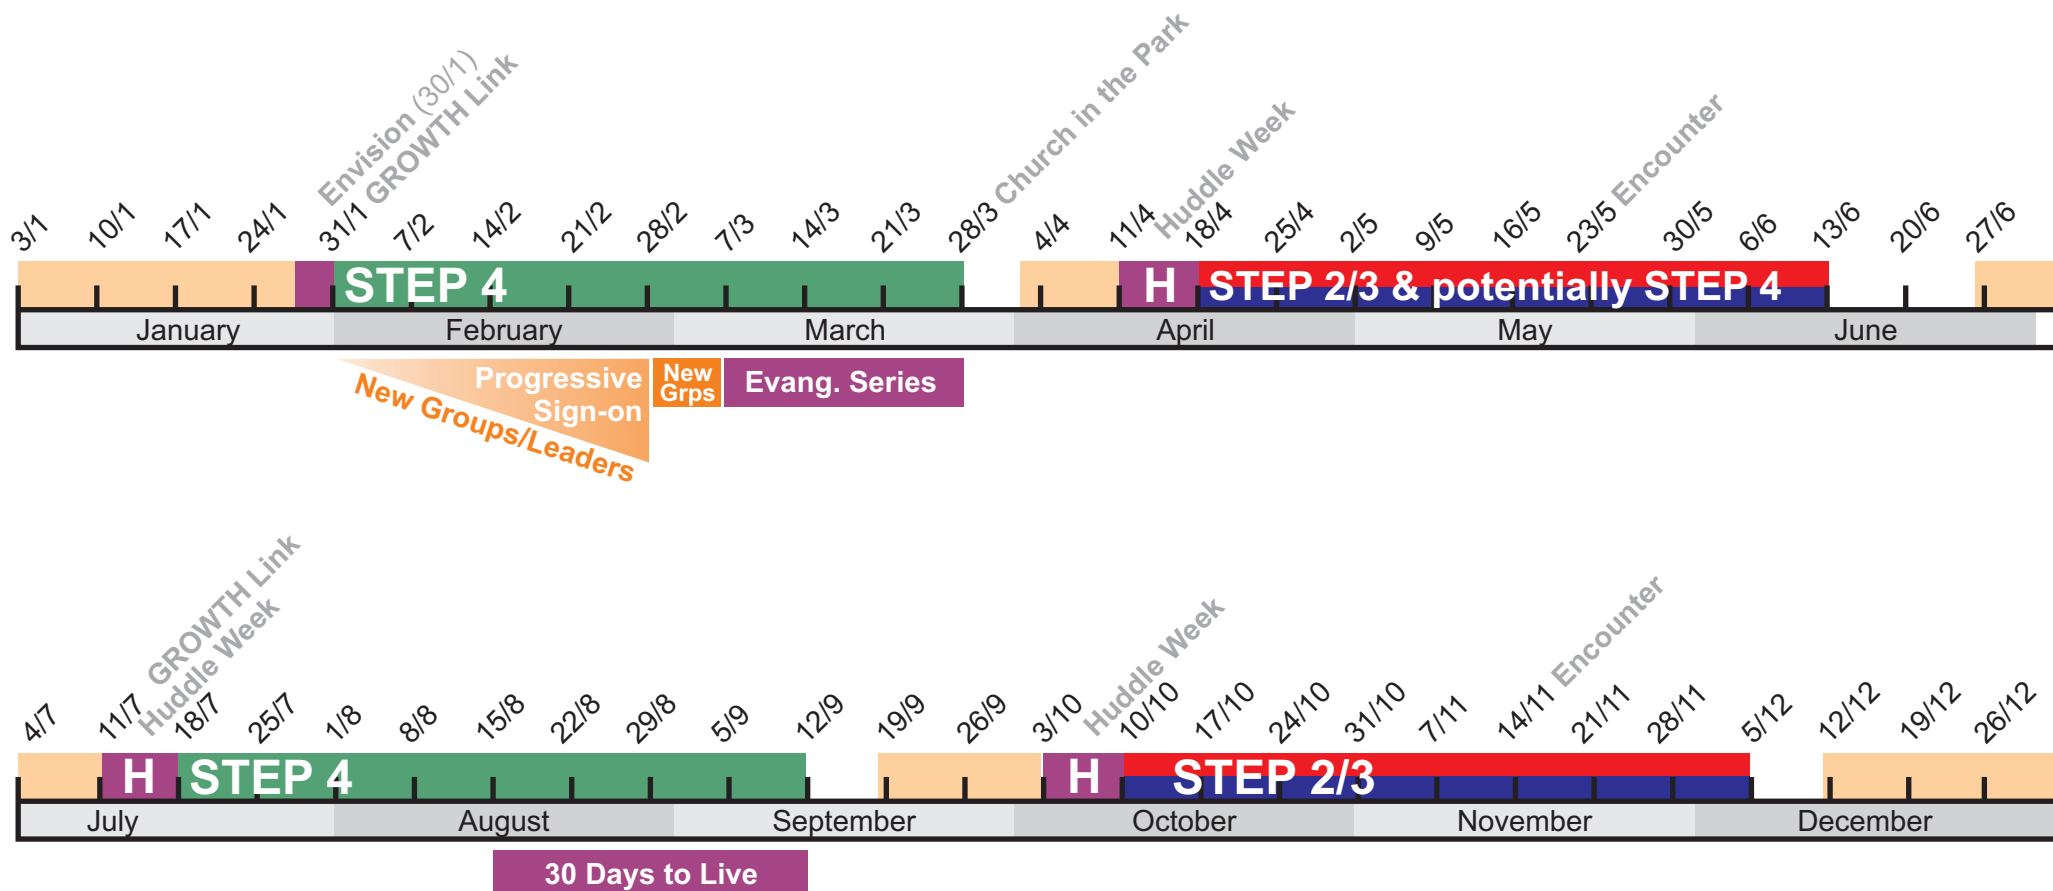 Envision (30/1)
GROWTH Link
Church in the Park
Huddle Week
Encounter
3/1 10/1 17/1 24/1 31/1 7/2 14/2 21/2 28/2 7/3 14/3 21/3 28/3 4/4 11/4 18/4 25/4 2/5 9/5 16/5 23/5 30/5 6/6 13/6 20/6 27/6
STEP 4 H STEP 2/3 & potentially STEP 4
January February March April May June
Progressive
Sign-on
New
Grps
Evang. Series
New Groups/Leaders
GROWTH Link
Huddle Week
Huddle Week
Encounter
4/7 11/7 18/7 25/7 1/8 8/8 15/8 22/8 29/8 5/9 12/9 19/9 26/9 3/10 10/10 17/10 24/10 31/10 7/11 14/11 21/11 28/11 5/12 12/12 19/12 26/12
H STEP 4 H STEP 2/3
July August September October November December
30 Days to Live